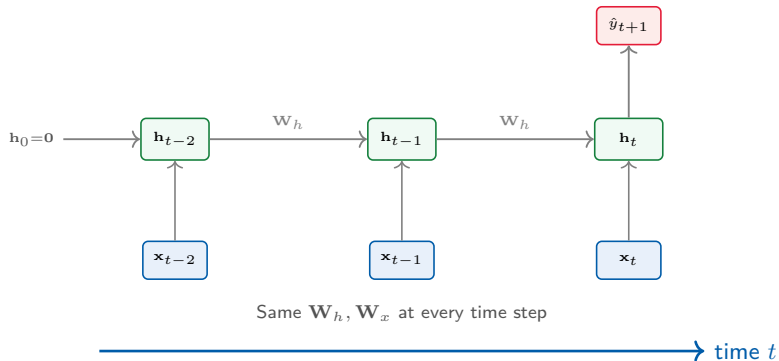 ŷ_{t+1}
h_0=0
h_{t−2}
W_h
h_{t−1}
W_h
h_t
x_{t−2}
x_{t−1}
x_t
Same W_h, W_x at every time step
time t